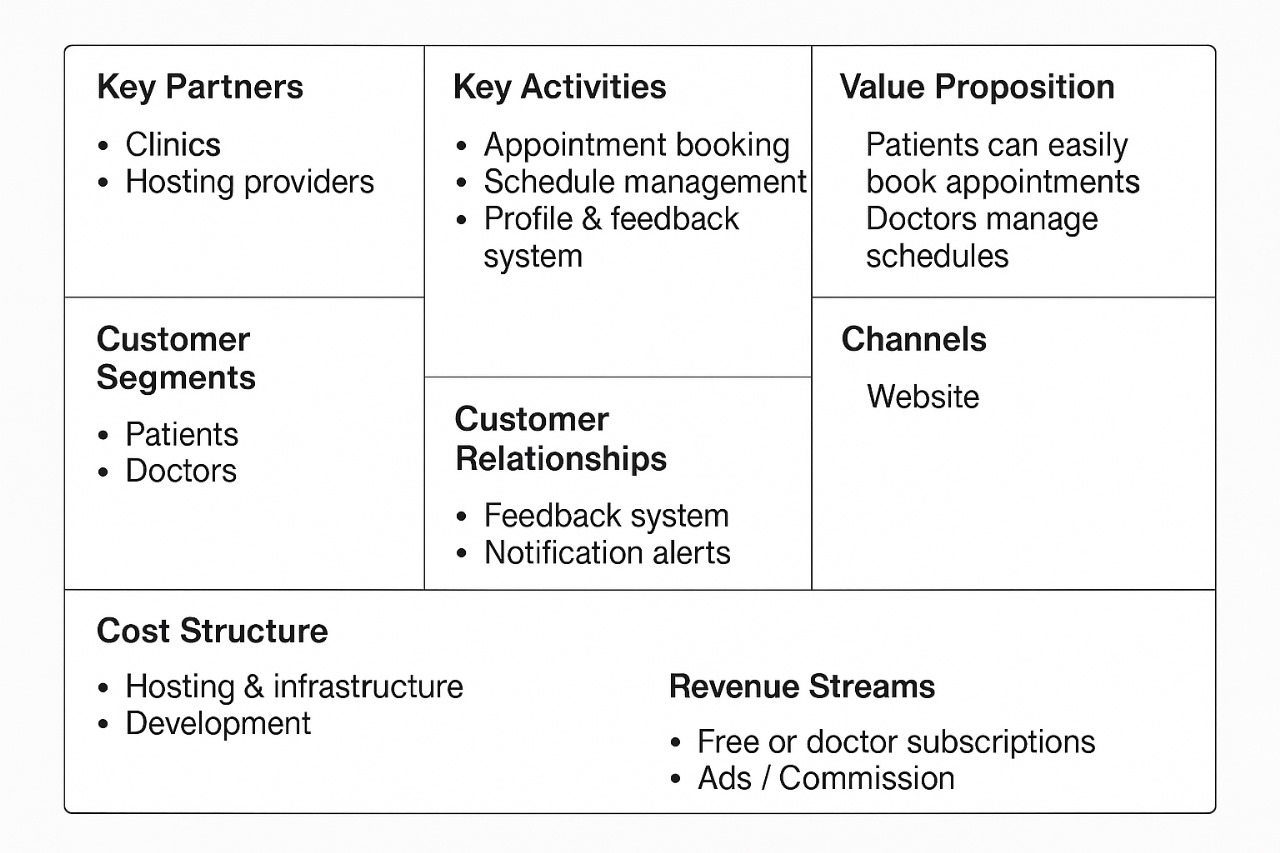 Key Partners
• Clinics
• Hosting providers
Key Activities
• Appointment booking
• Schedule management
• Profile & feedback
system
Value Proposition
Patients can easily
book appointments
Doctors manage
schedules
Customer
Segments
• Patients
• Doctors
Customer
Relationships
• Feedback system
• Notification alerts
Channels
Website
Cost Structure
• Hosting & infrastructure
• Development
Revenue Streams
• Free or doctor subscriptions
• Ads / Commission